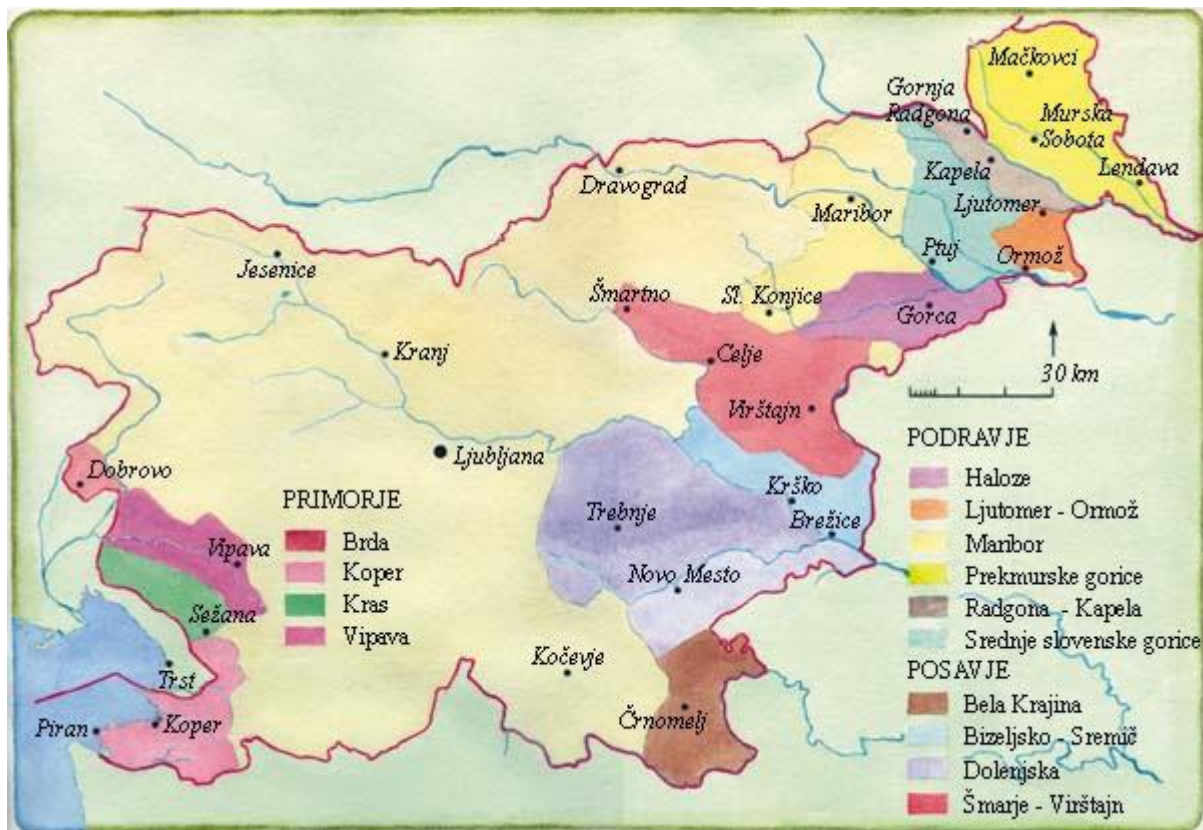 Mačkovci
Gornja
Radgona
Murska
Sobota
Kapela
Lendava
Dravograd
Maribor
Ljutomer
Ptuj
Ormož
Jesenice
Šmartno
Sl. Konjice
Gorca
Kranj
Celje
30 km
Virštajn
Ljubljana
Dobrovo
Krško
Trebnje
Brežice
Vipava
Novo Mesto
Sežana
Kočevje
Trst
Črnomelj
Piran
Koper
PRIMORJE
Brda
Koper
Kras
Vipava
PODRAVJE
Haloze
Ljutomer - Ormož
Maribor
Prekmurske gorice
Radgona - Kapela
Srednje slovenske gorice
POSAVJE
Bela Krajina
Bizeljsko - Sremič
Dolenjska
Šmarje - Virštajn